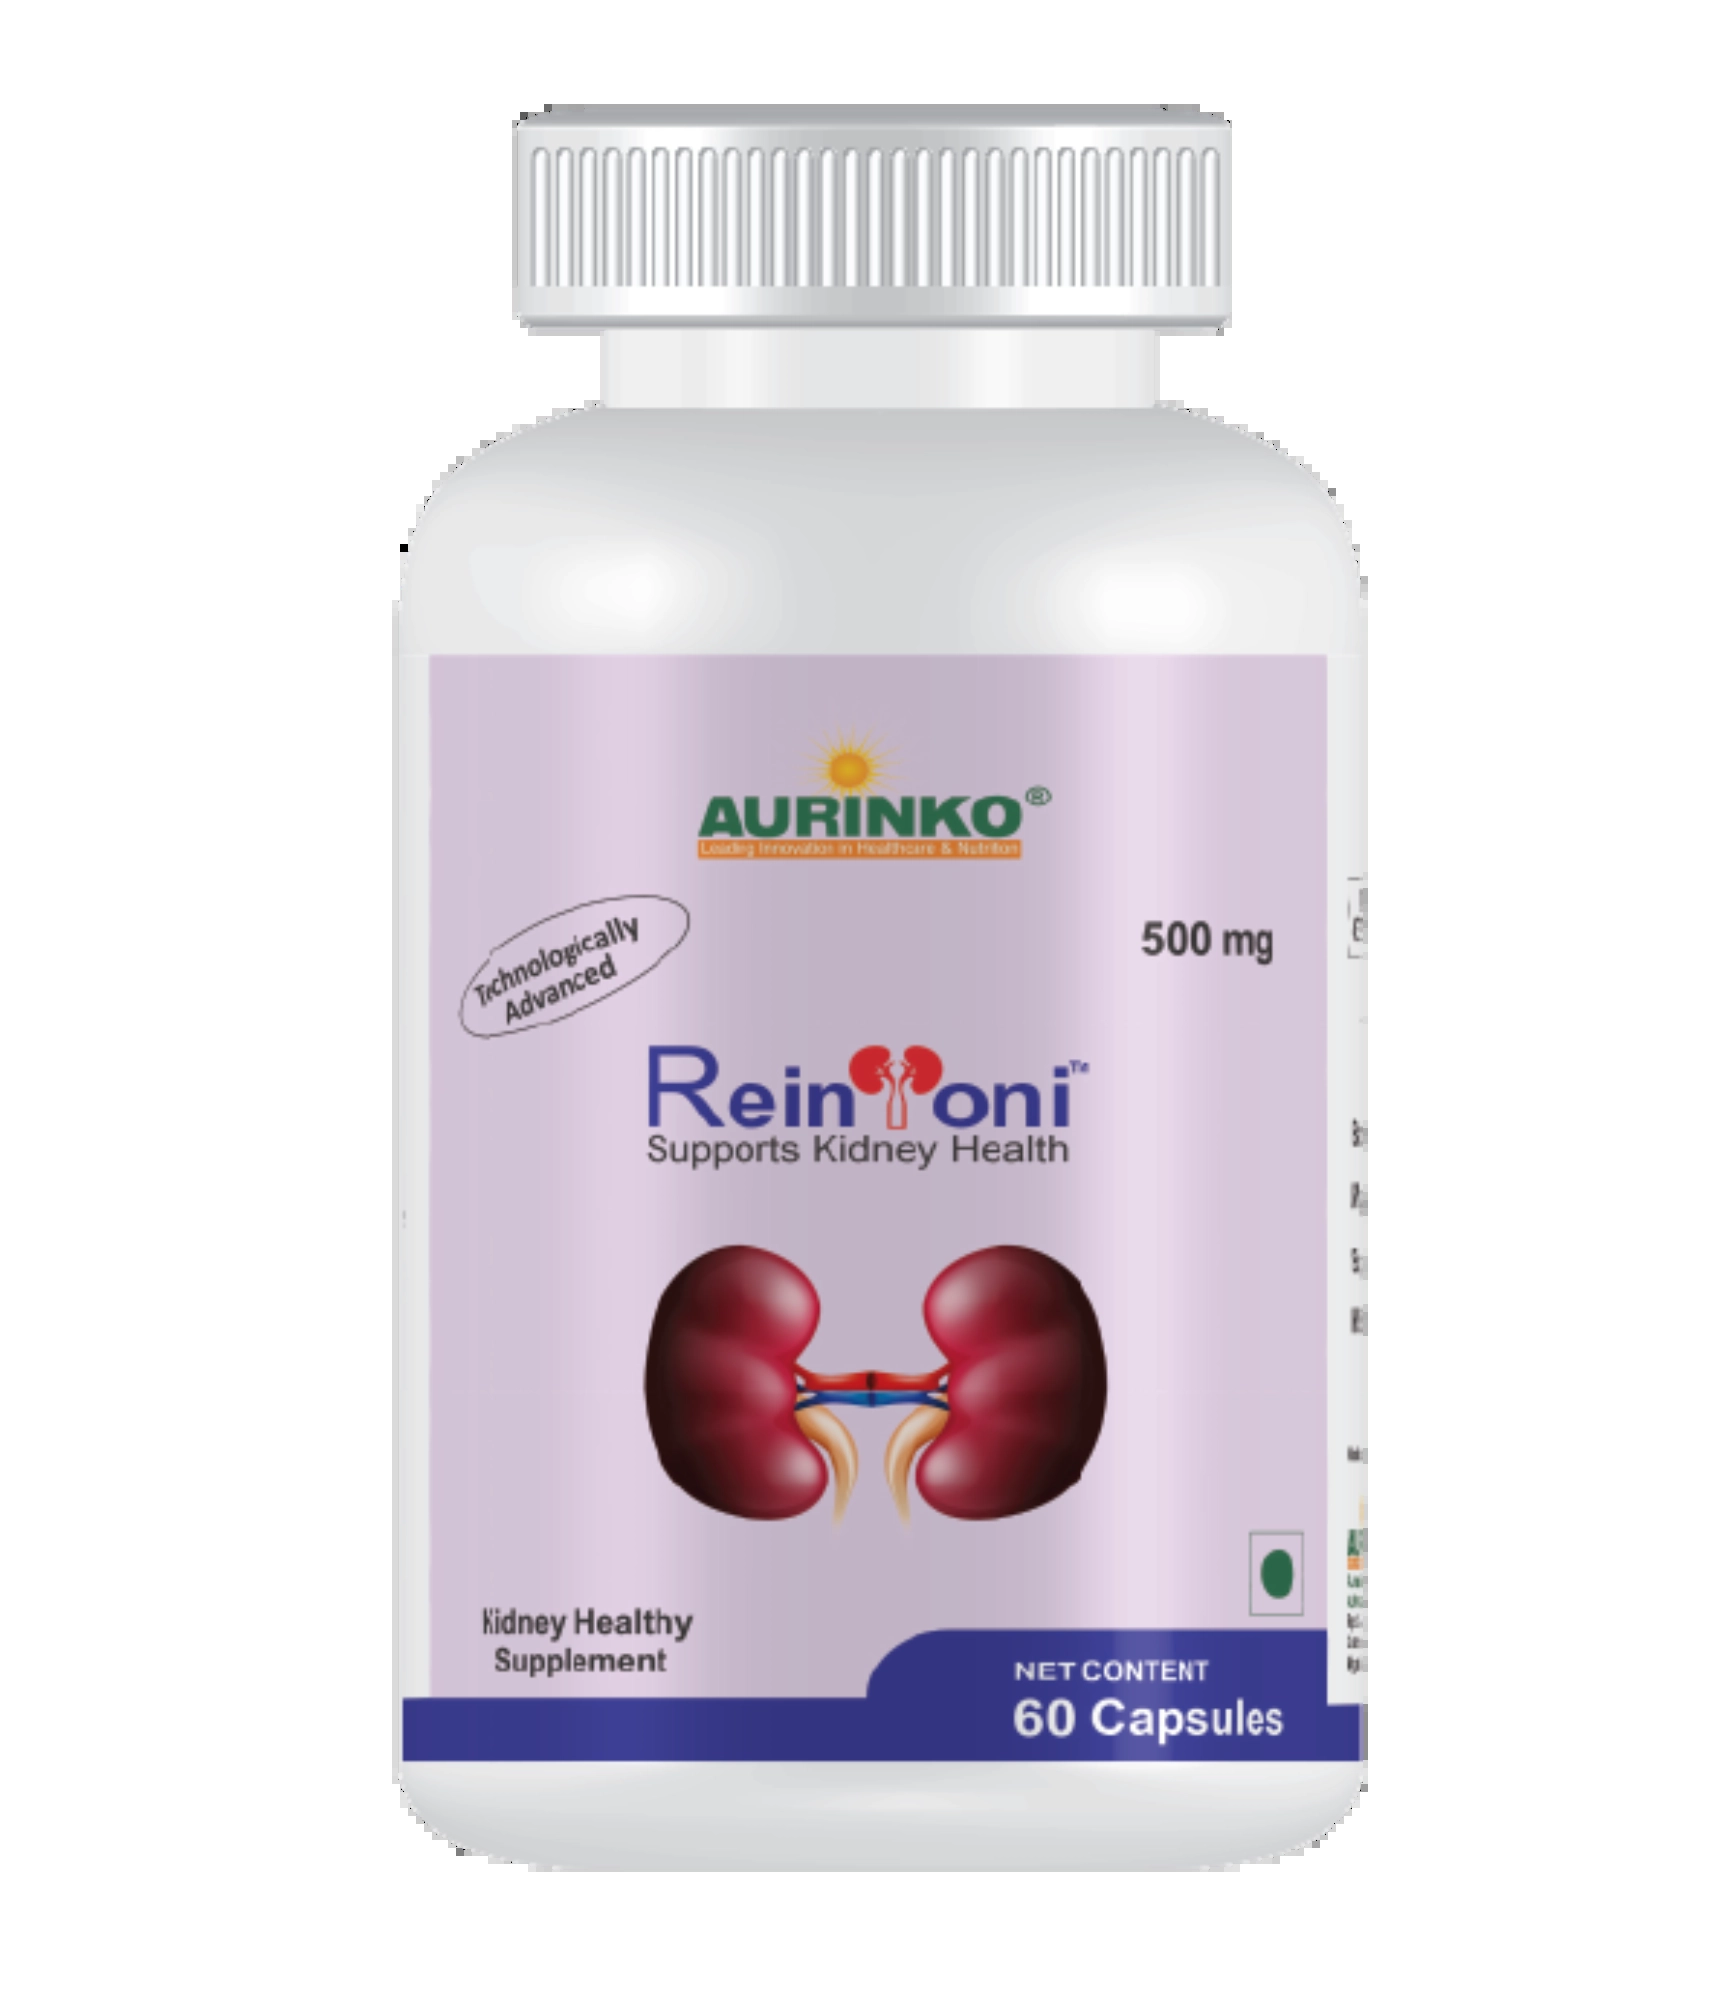 AURINKO®
Leading Innovation in Healthcare & Nutrition
Technologically
Advanced
500 mg
ReinToni™
Supports Kidney Health
Kidney Healthy
Supplement
NET CONTENT
60 Capsules